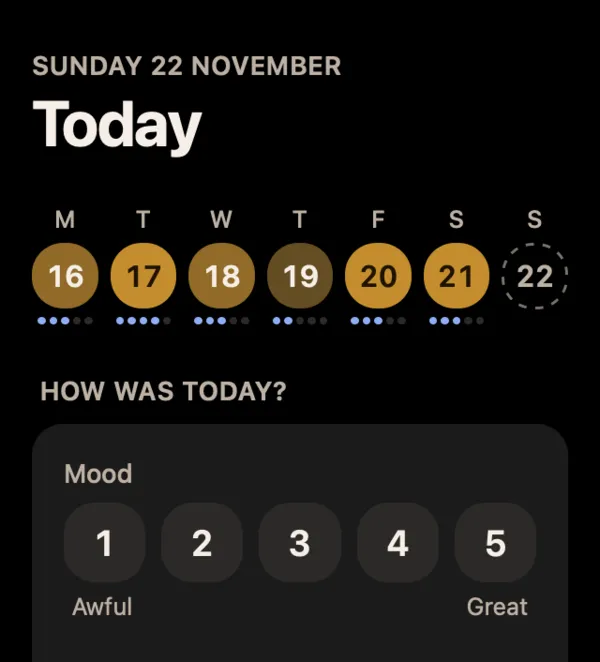 SUNDAY 22 NOVEMBER
Today
M T W T F S S
16 17 18 19 20 21 22
HOW WAS TODAY?
Mood
1 2 3 4 5
Awful Great